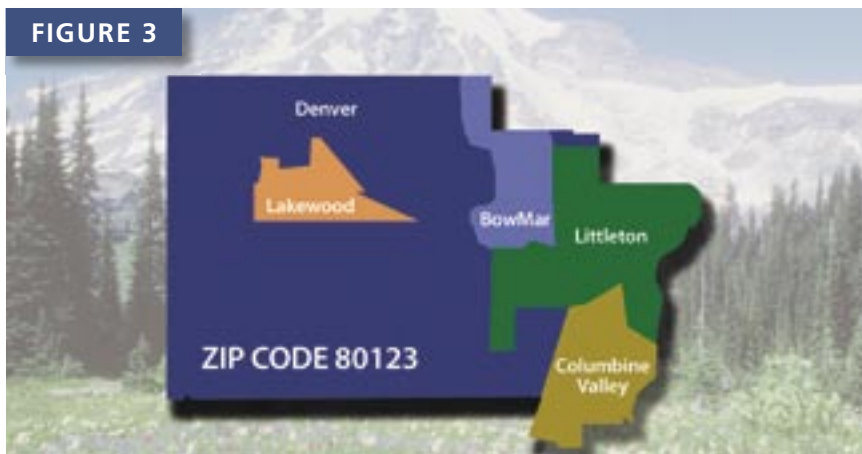 FIGURE 3
Denver
Lakewood
BowMar
Littleton
ZIP CODE 80123
Columbine
Valley